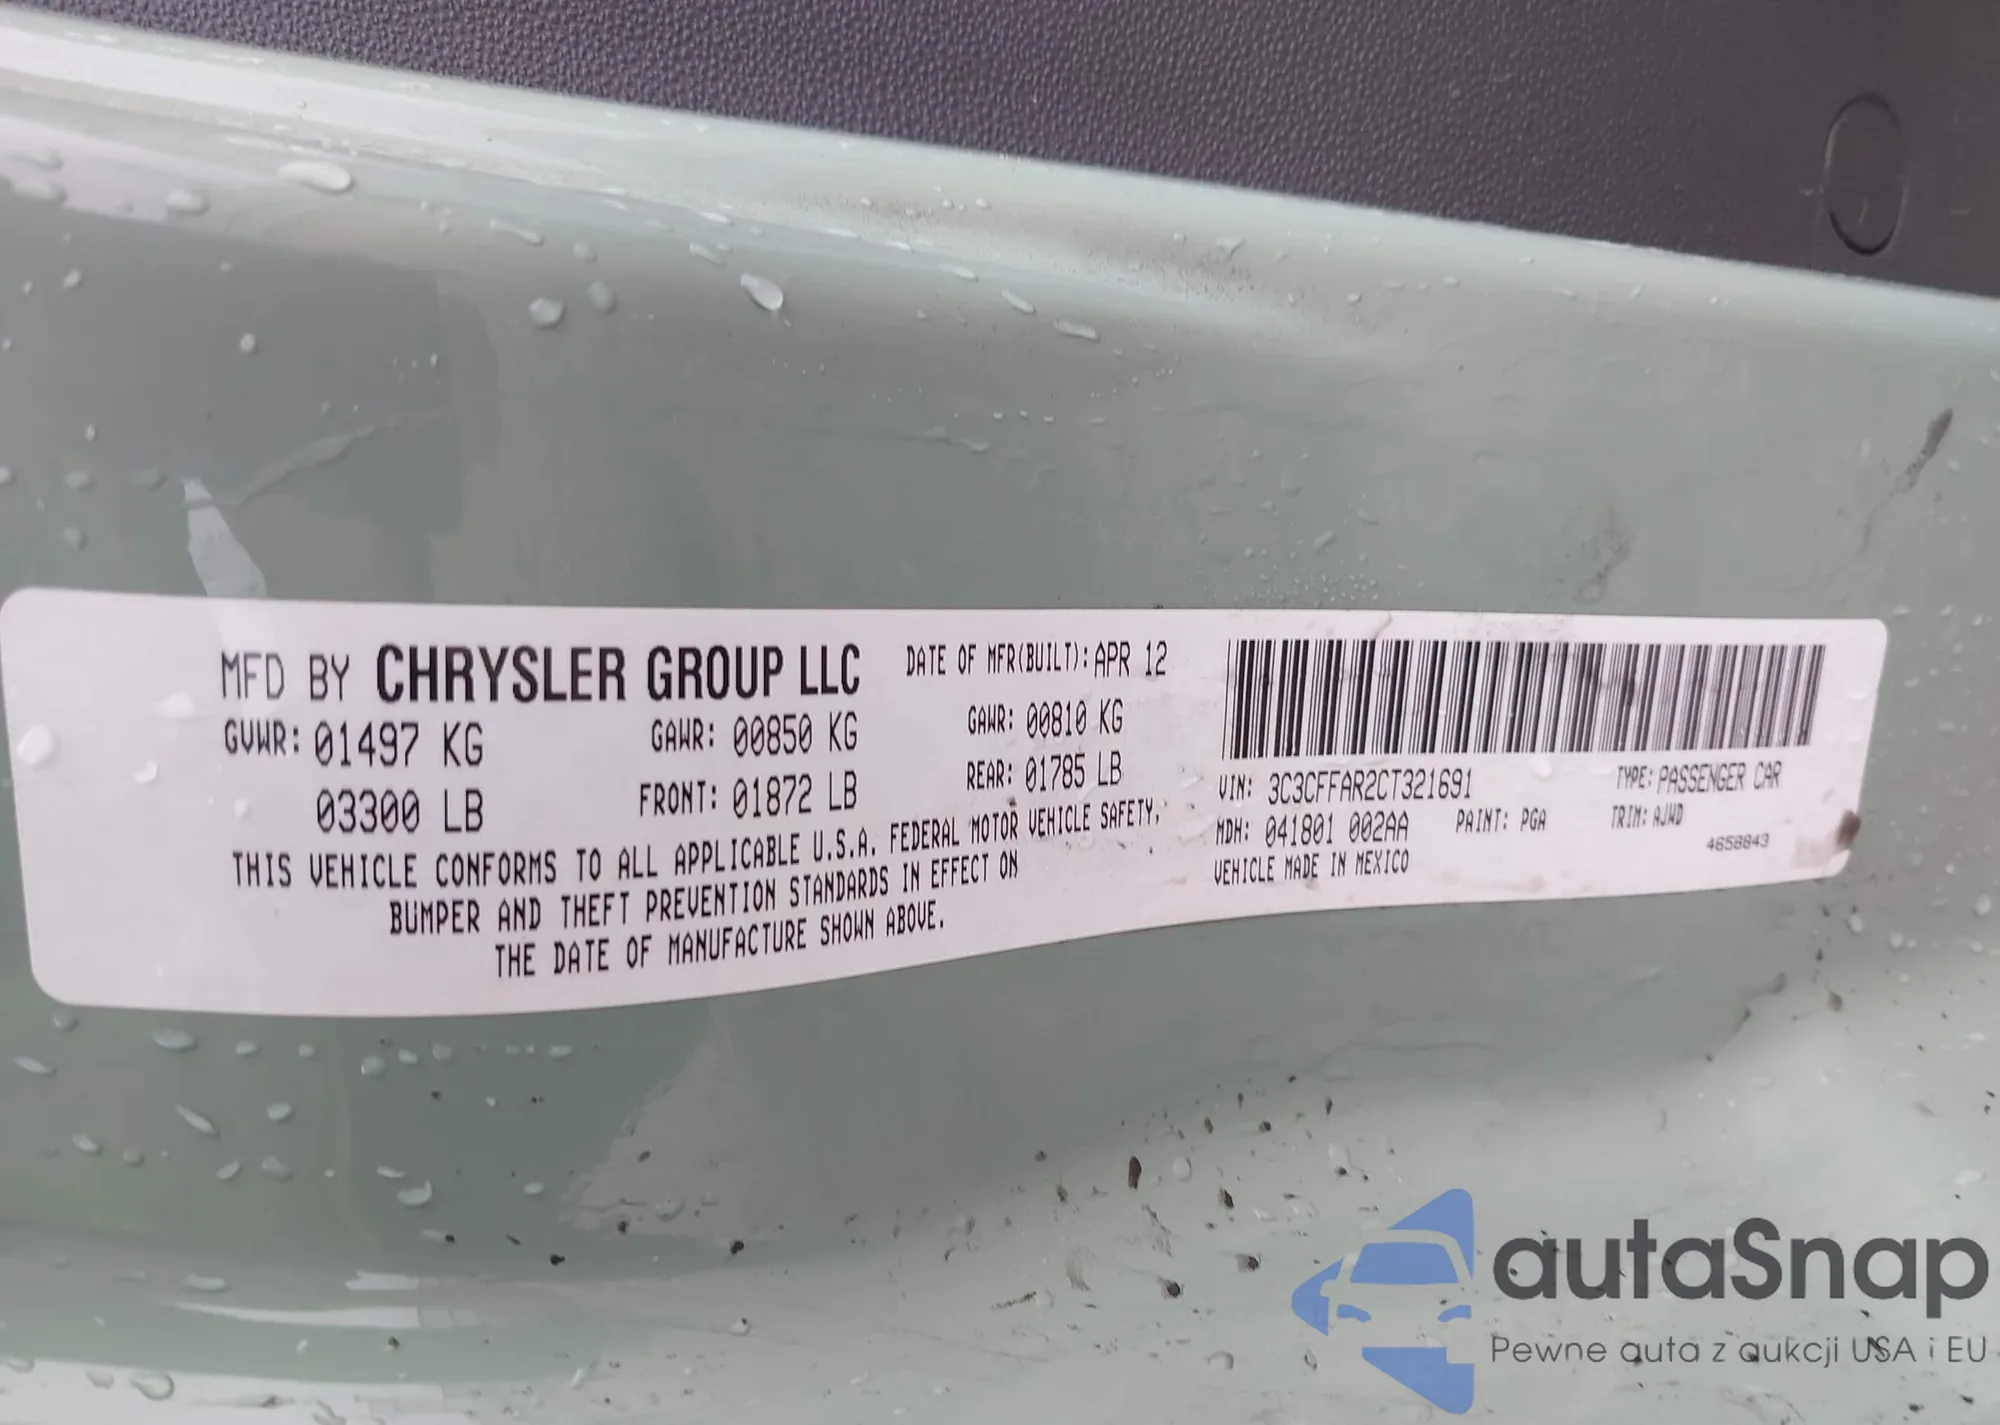 MFD BY CHRYSLER GROUP LLC
DATE OF MFR(BUILT): APR 12
GVWR: 01497 KG
GAWR: 00850 KG
GAWR: 00810 KG
03300 LB
FRONT: 01872 LB
REAR: 01785 LB
THIS VEHICLE CONFORMS TO ALL APPLICABLE U.S.A. FEDERAL MOTOR VEHICLE SAFETY,
BUMPER AND THEFT PREVENTION STANDARDS IN EFFECT ON
THE DATE OF MANUFACTURE SHOWN ABOVE.
VIN: 3C3CFFAR2CT321691
TYPE: PASSENGER CAR
MDH: 041801 002AA
PAINT: PGA
TRIM: AJWD
VEHICLE MADE IN MEXICO
4658843
autaSnap
Pewne auta z aukcji USA i EU